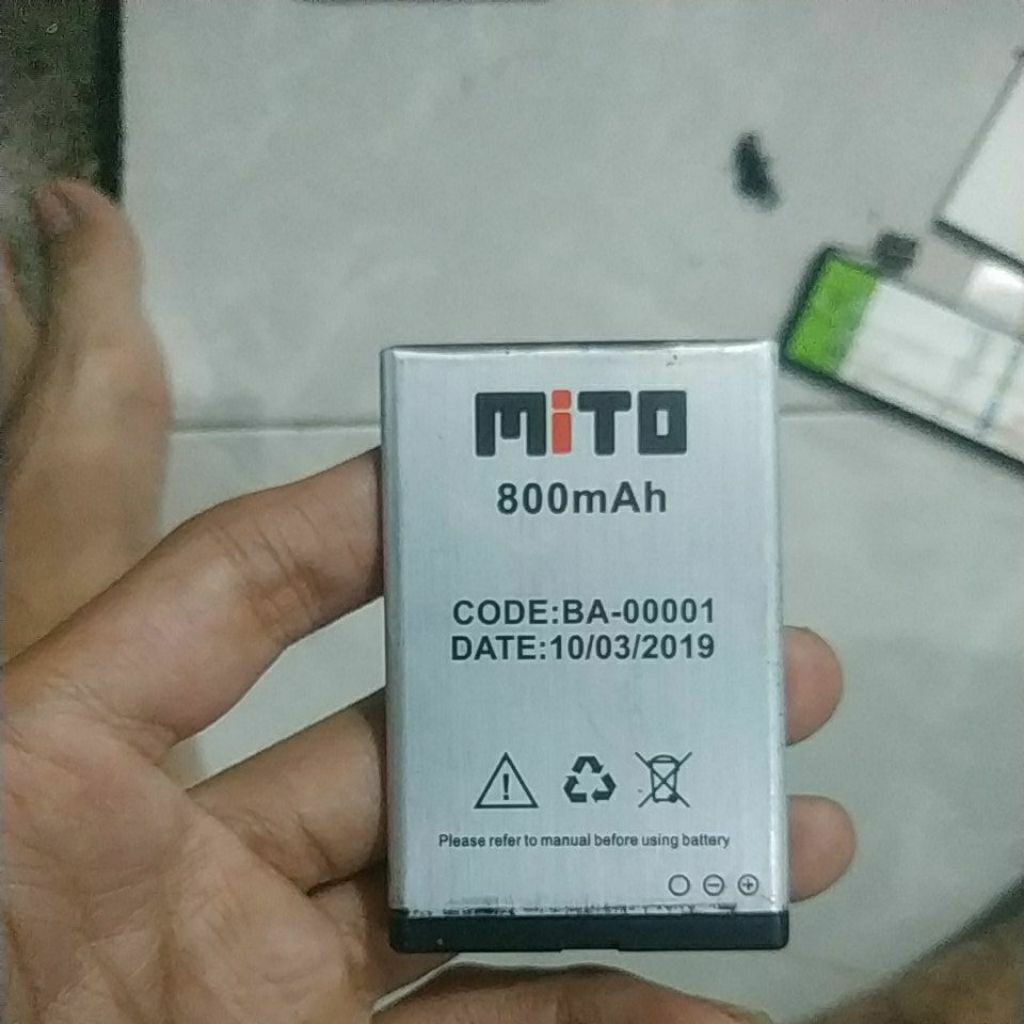 MiTO
800mAh
CODE:BA-00001
DATE:10/03/2019
Please refer to manual before using battery